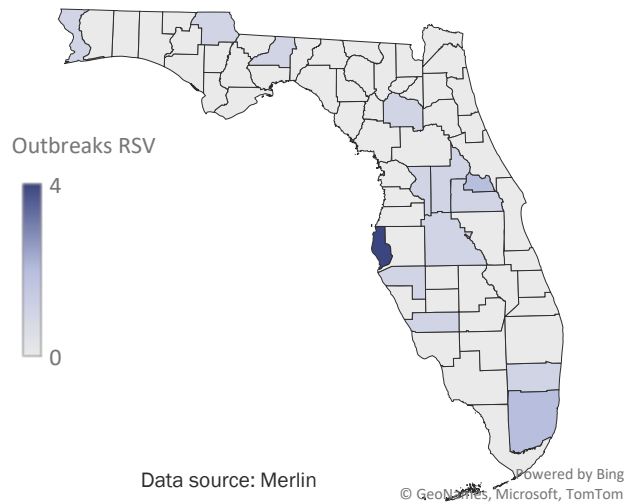 Outbreaks RSV
4
0
Data source: Merlin
Powered by Bing
© GeoNames, Microsoft, TomTom